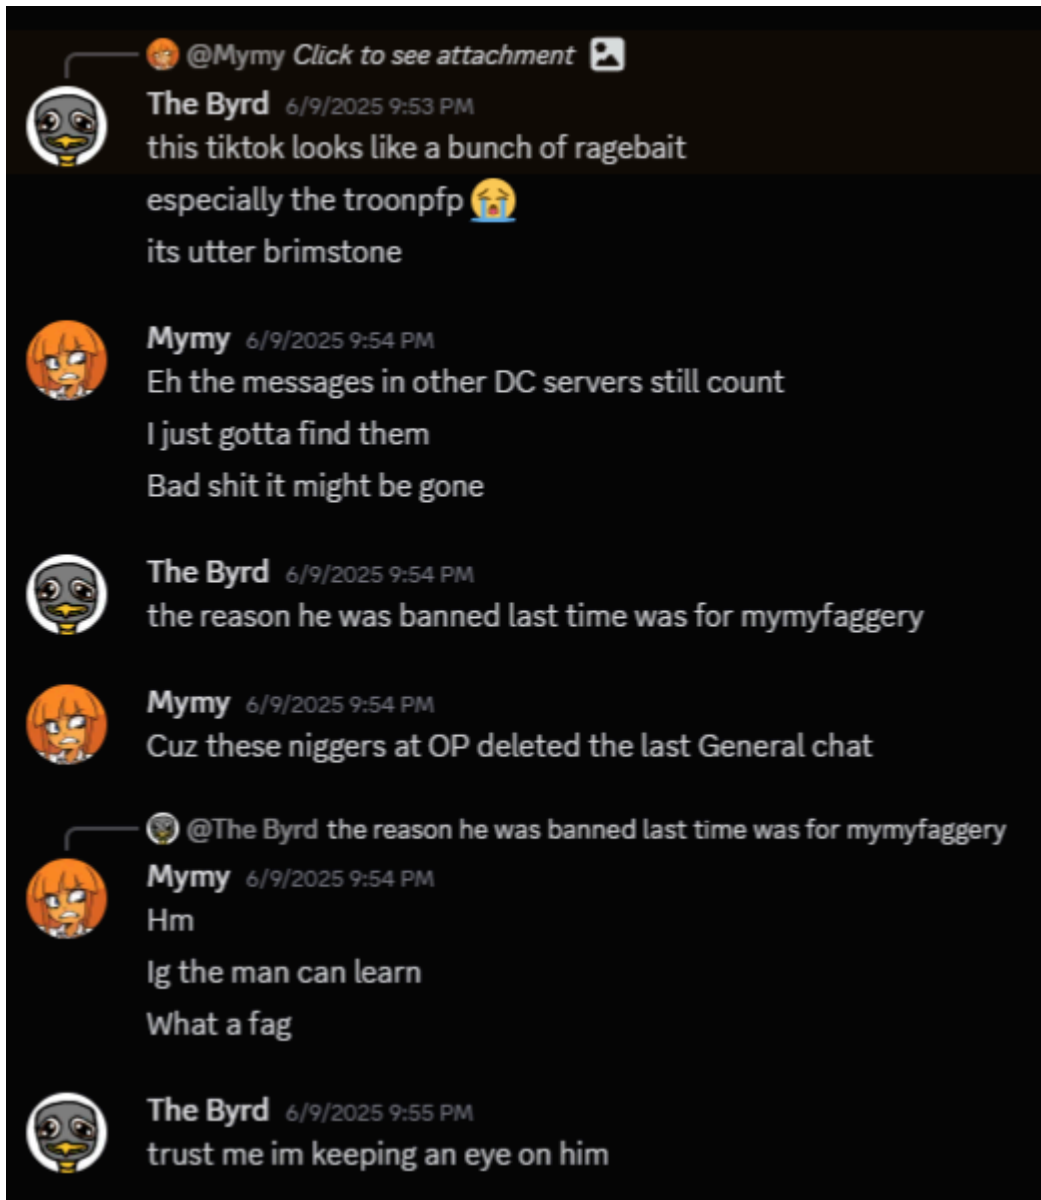 @Mymy Click to see attachment
The Byrd 6/9/2025 9:53 PM
this tiktok looks like a bunch of ragebait
especially the troonpfp 😭
its utter brimstone
Mymy 6/9/2025 9:54 PM
Eh the messages in other DC servers still count
I just gotta find them
Bad shit it might be gone
The Byrd 6/9/2025 9:54 PM
the reason he was banned last time was for mymyfaggery
Mymy 6/9/2025 9:54 PM
Cuz these niggers at OP deleted the last General chat
@The Byrd the reason he was banned last time was for mymyfaggery
Mymy 6/9/2025 9:54 PM
Hm
Ig the man can learn
What a fag
The Byrd 6/9/2025 9:55 PM
trust me im keeping an eye on him